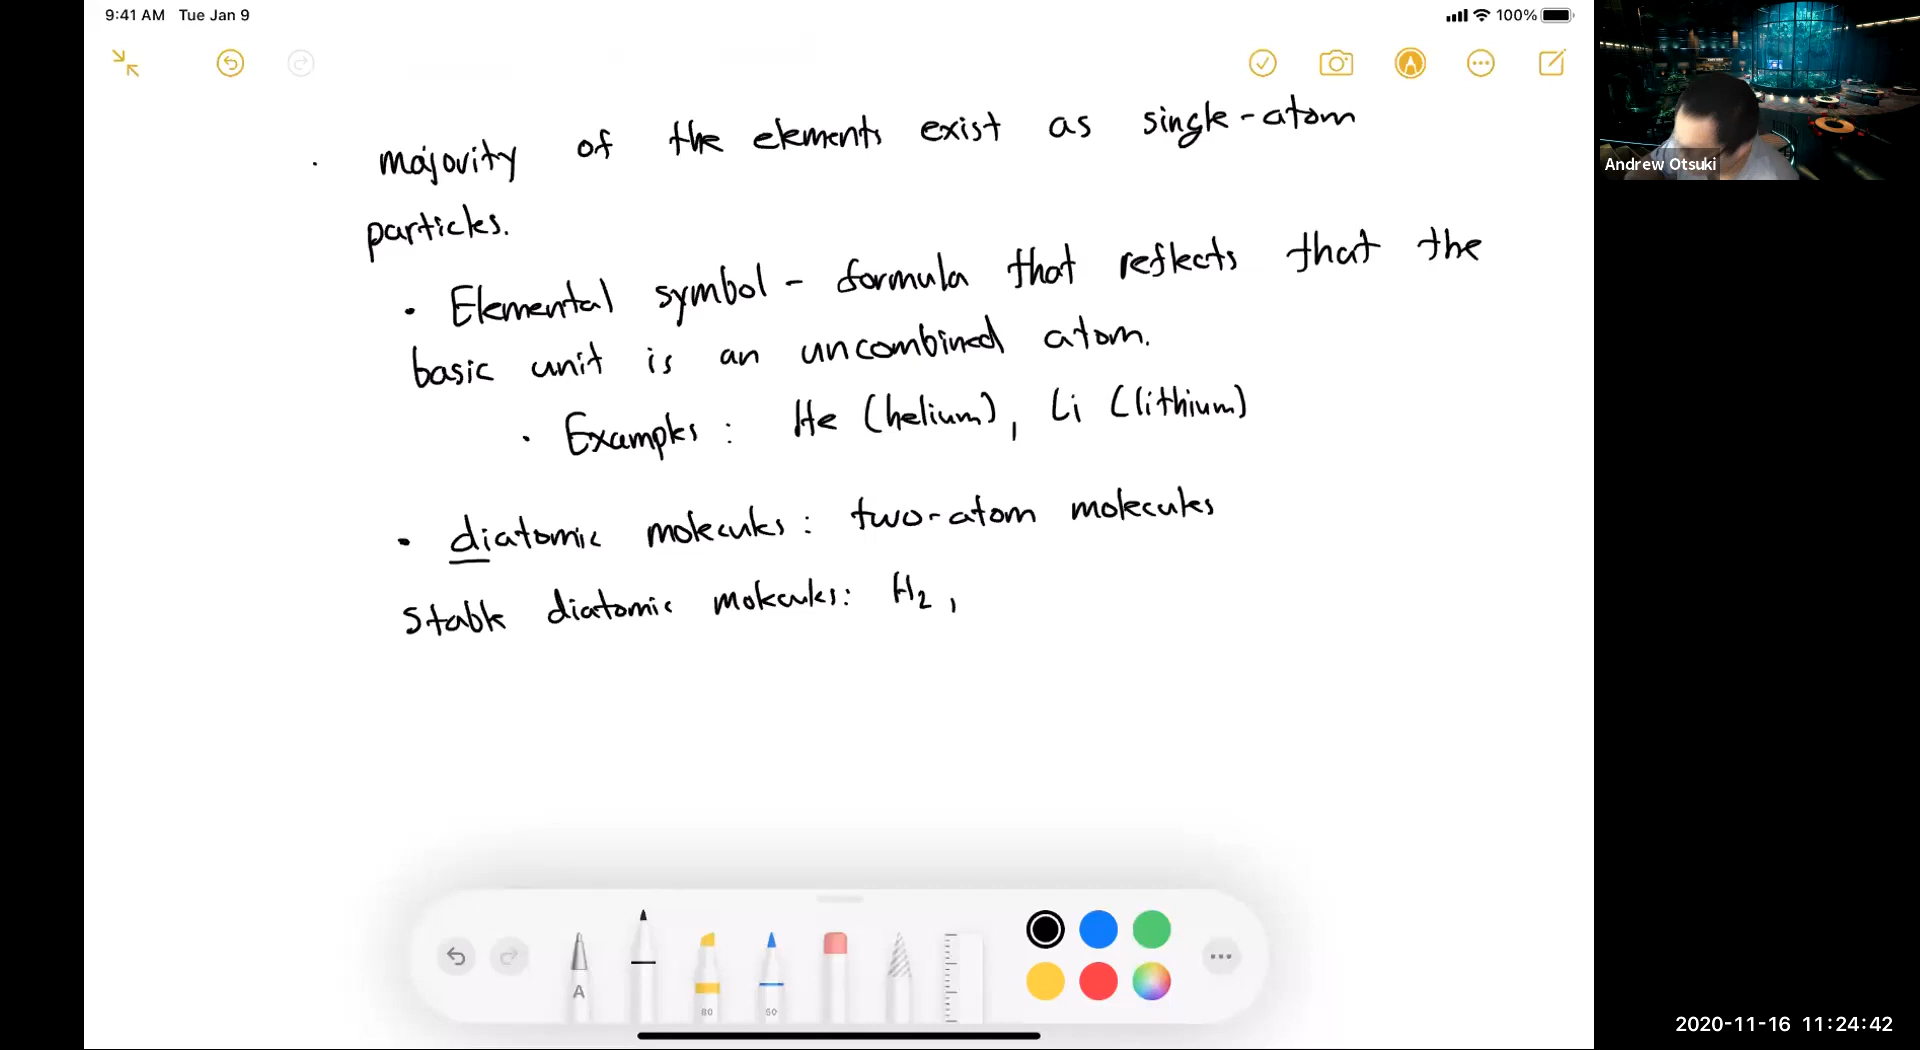 9:41 AM Tue Jan 9
100%
Andrew Otsuki
• majority of the elements exist as single-atom
particles.
• Elemental symbol - formula that reflects that the
basic unit is an uncombined atom.
• Examples : He (helium), Li (lithium)
• diatomic molecules : two-atom molecules
Stable diatomic molecules: H₂,
A
80
50
2020-11-16 11:24:42